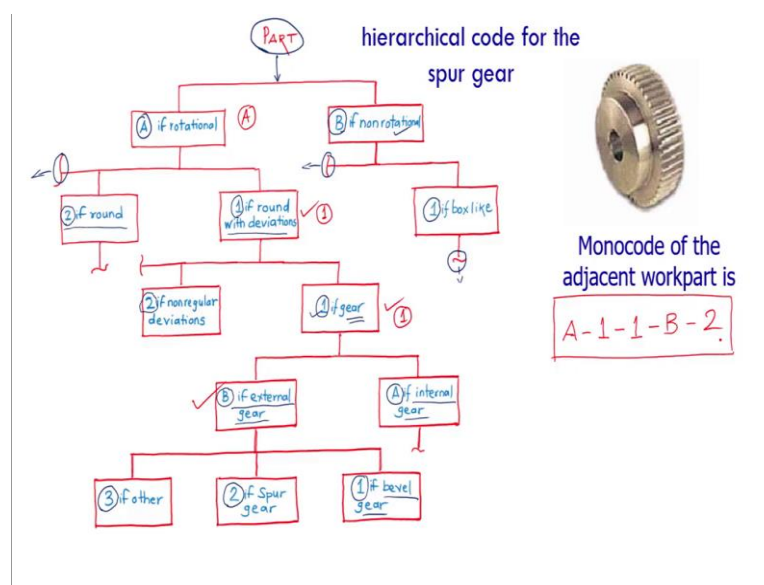 PART
hierarchical code for the
spur gear
A if rotational
A
B if nonrotational
2 if round
1 if round
with deviations
1
1 if box like
Monocode of the
adjacent workpart is
A-1-1-B-2.
2 if nonregular
deviations
1 if gear
1
B if external
gear
A if internal
gear
3 if other
2 if Spur
gear
1 if bevel
gear